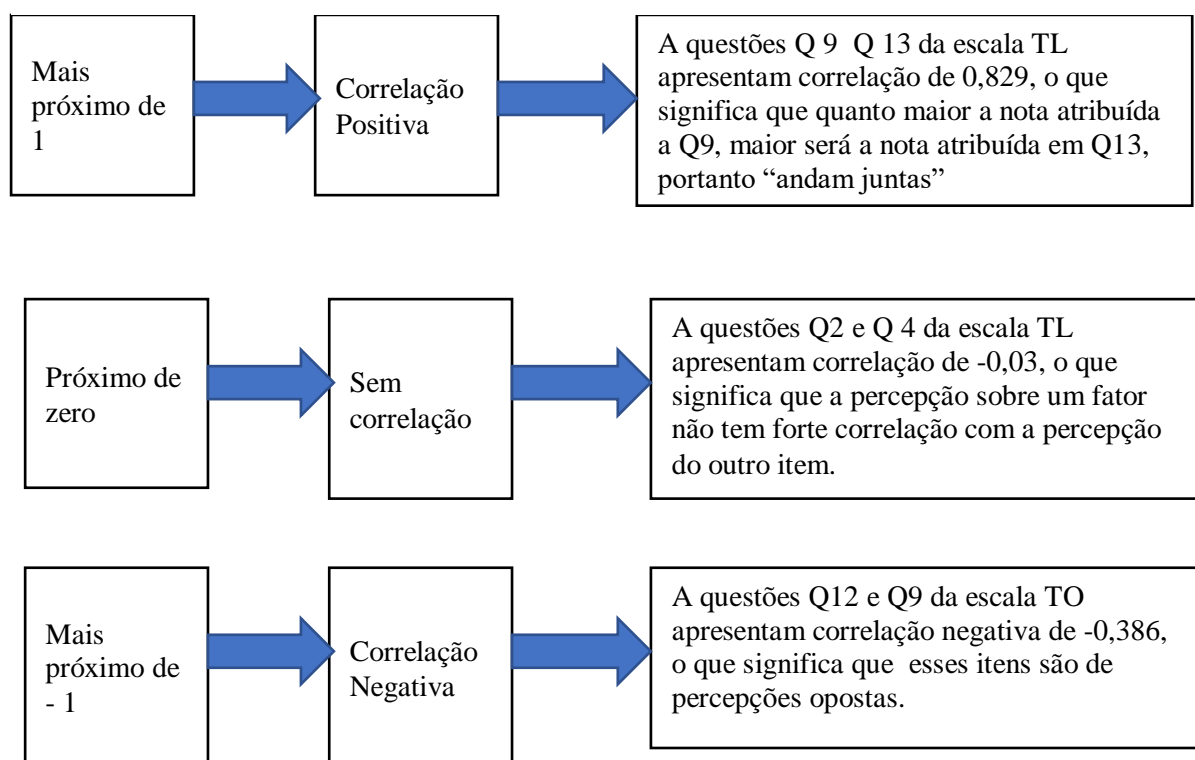 Mais
próximo de
1
Correlação
Positiva
A questões Q 9 Q 13 da escala TL
apresentam correlação de 0,829, o que
significa que quanto maior a nota atribuída
a Q9, maior será a nota atribuída em Q13,
portanto “andam juntas”
Próximo de
zero
Sem
correlação
A questões Q2 e Q 4 da escala TL
apresentam correlação de -0,03, o que
significa que a percepção sobre um fator
não tem forte correlação com a percepção
do outro item.
Mais
próximo de
- 1
Correlação
Negativa
A questões Q12 e Q9 da escala TO
apresentam correlação negativa de -0,386,
o que significa que esses itens são de
percepções opostas.